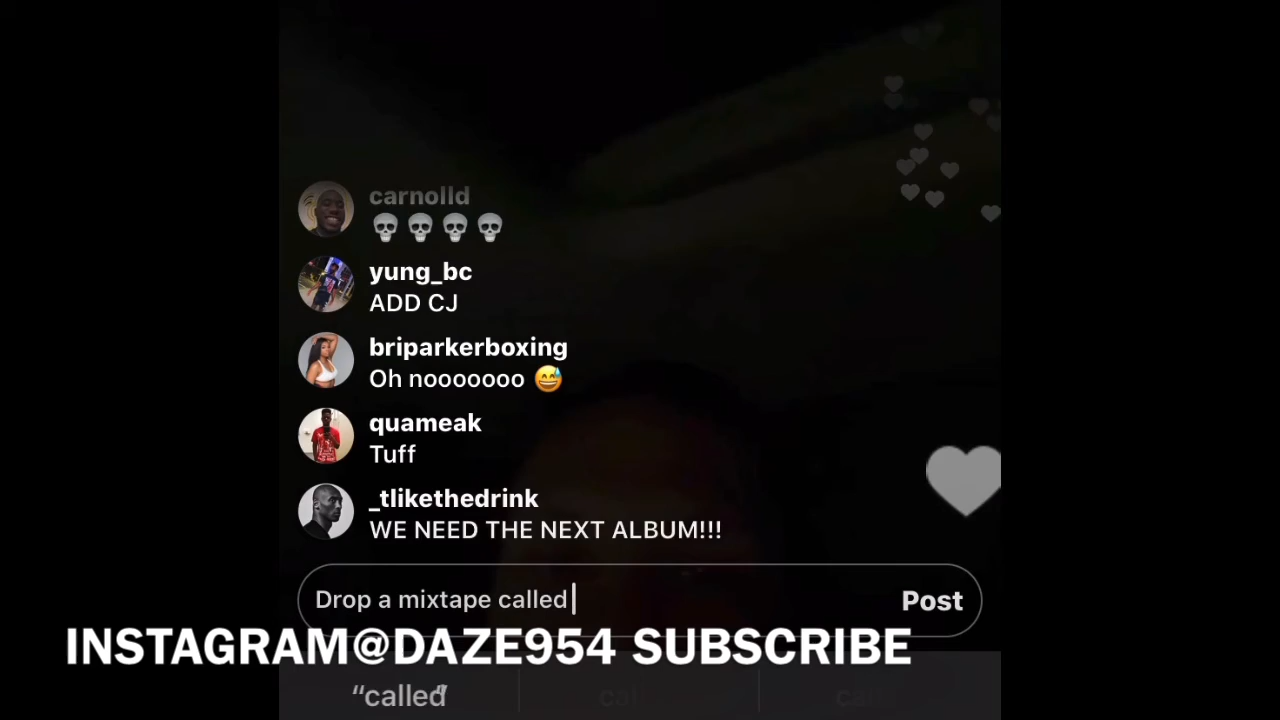 carnolld
💀 💀 💀 💀
yung_bc
ADD CJ
briparkerboxing
Oh nooooooo 😅
quameak
Tuff
_tlikethedrink
WE NEED THE NEXT ALBUM!!!
Drop a mixtape called
Post
INSTAGRAM@DAZE954 SUBSCRIBE
“called”